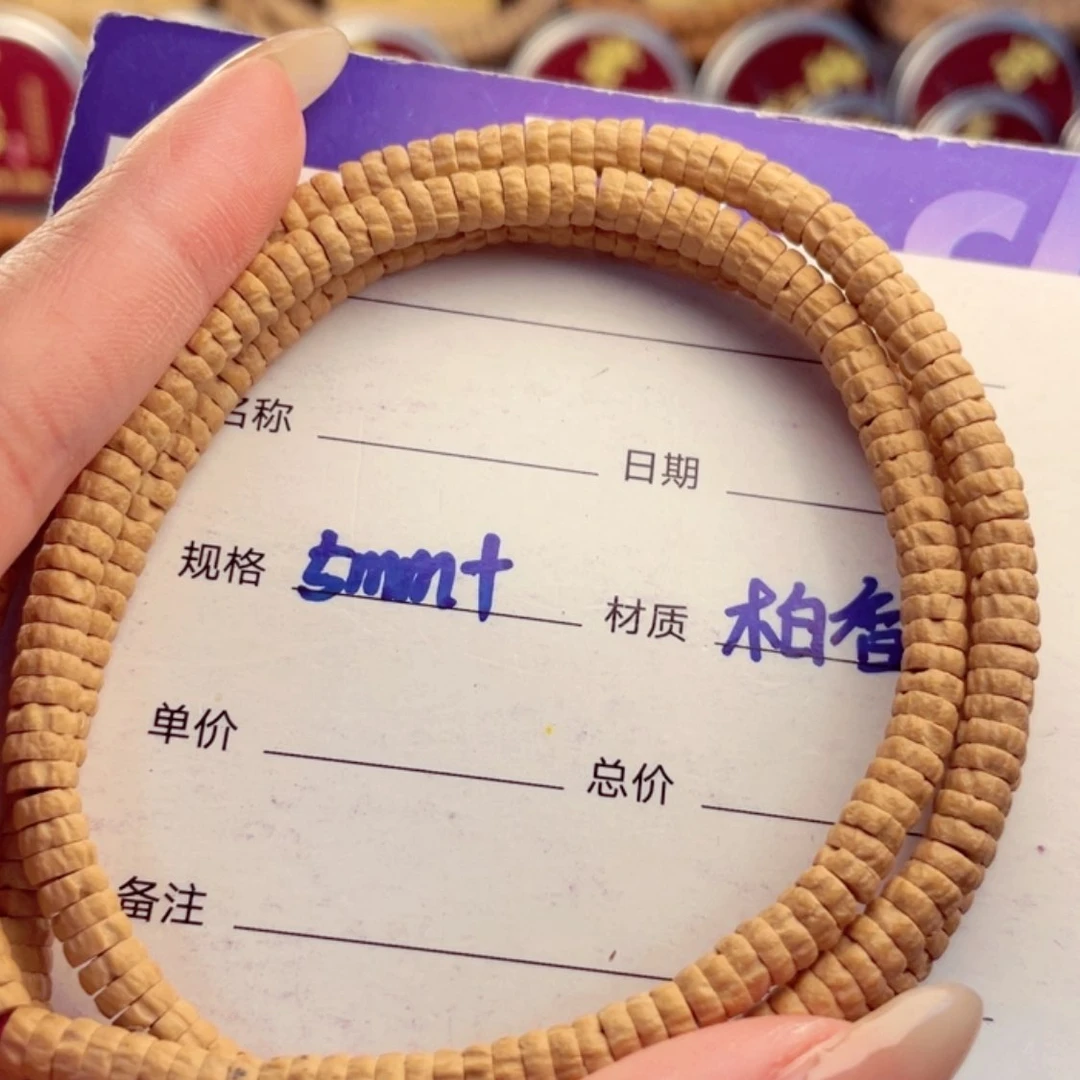 名称 日期
规格 5mm+ 材质 柏香
单价 总价
备注